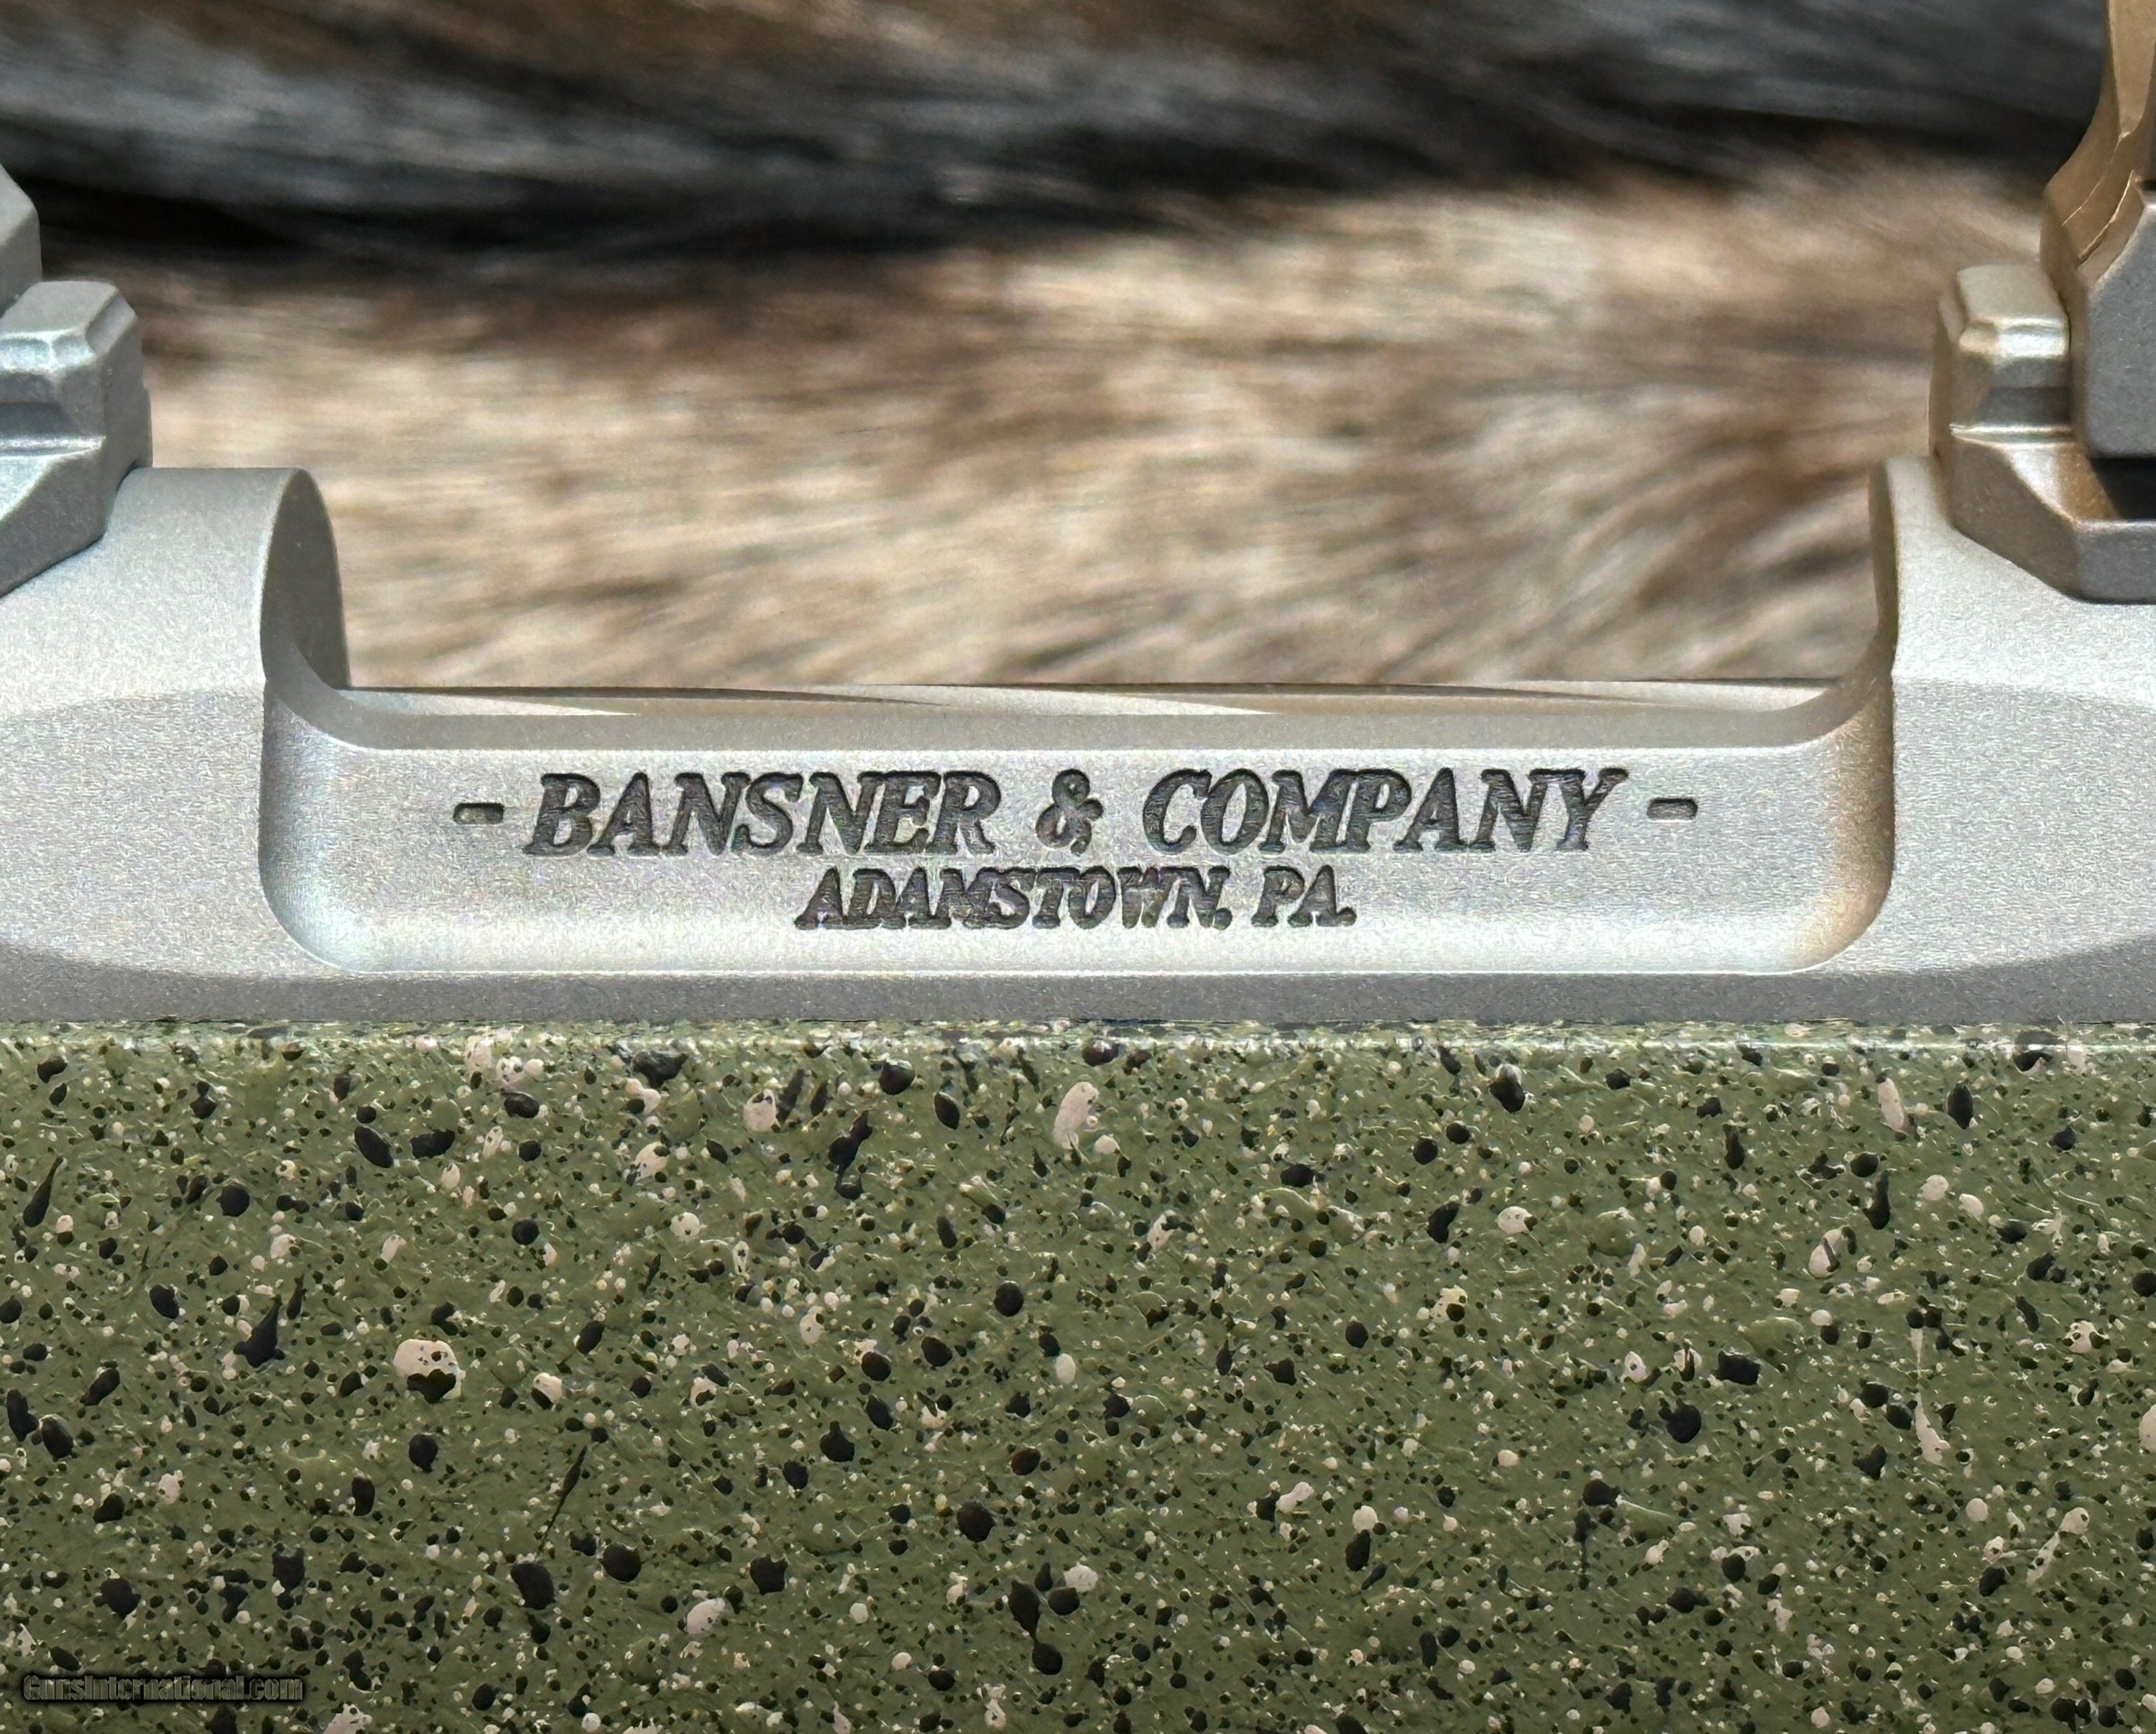 - BANSNER & COMPANY -
ADAMSTOWN, PA.
GunsInternational.com